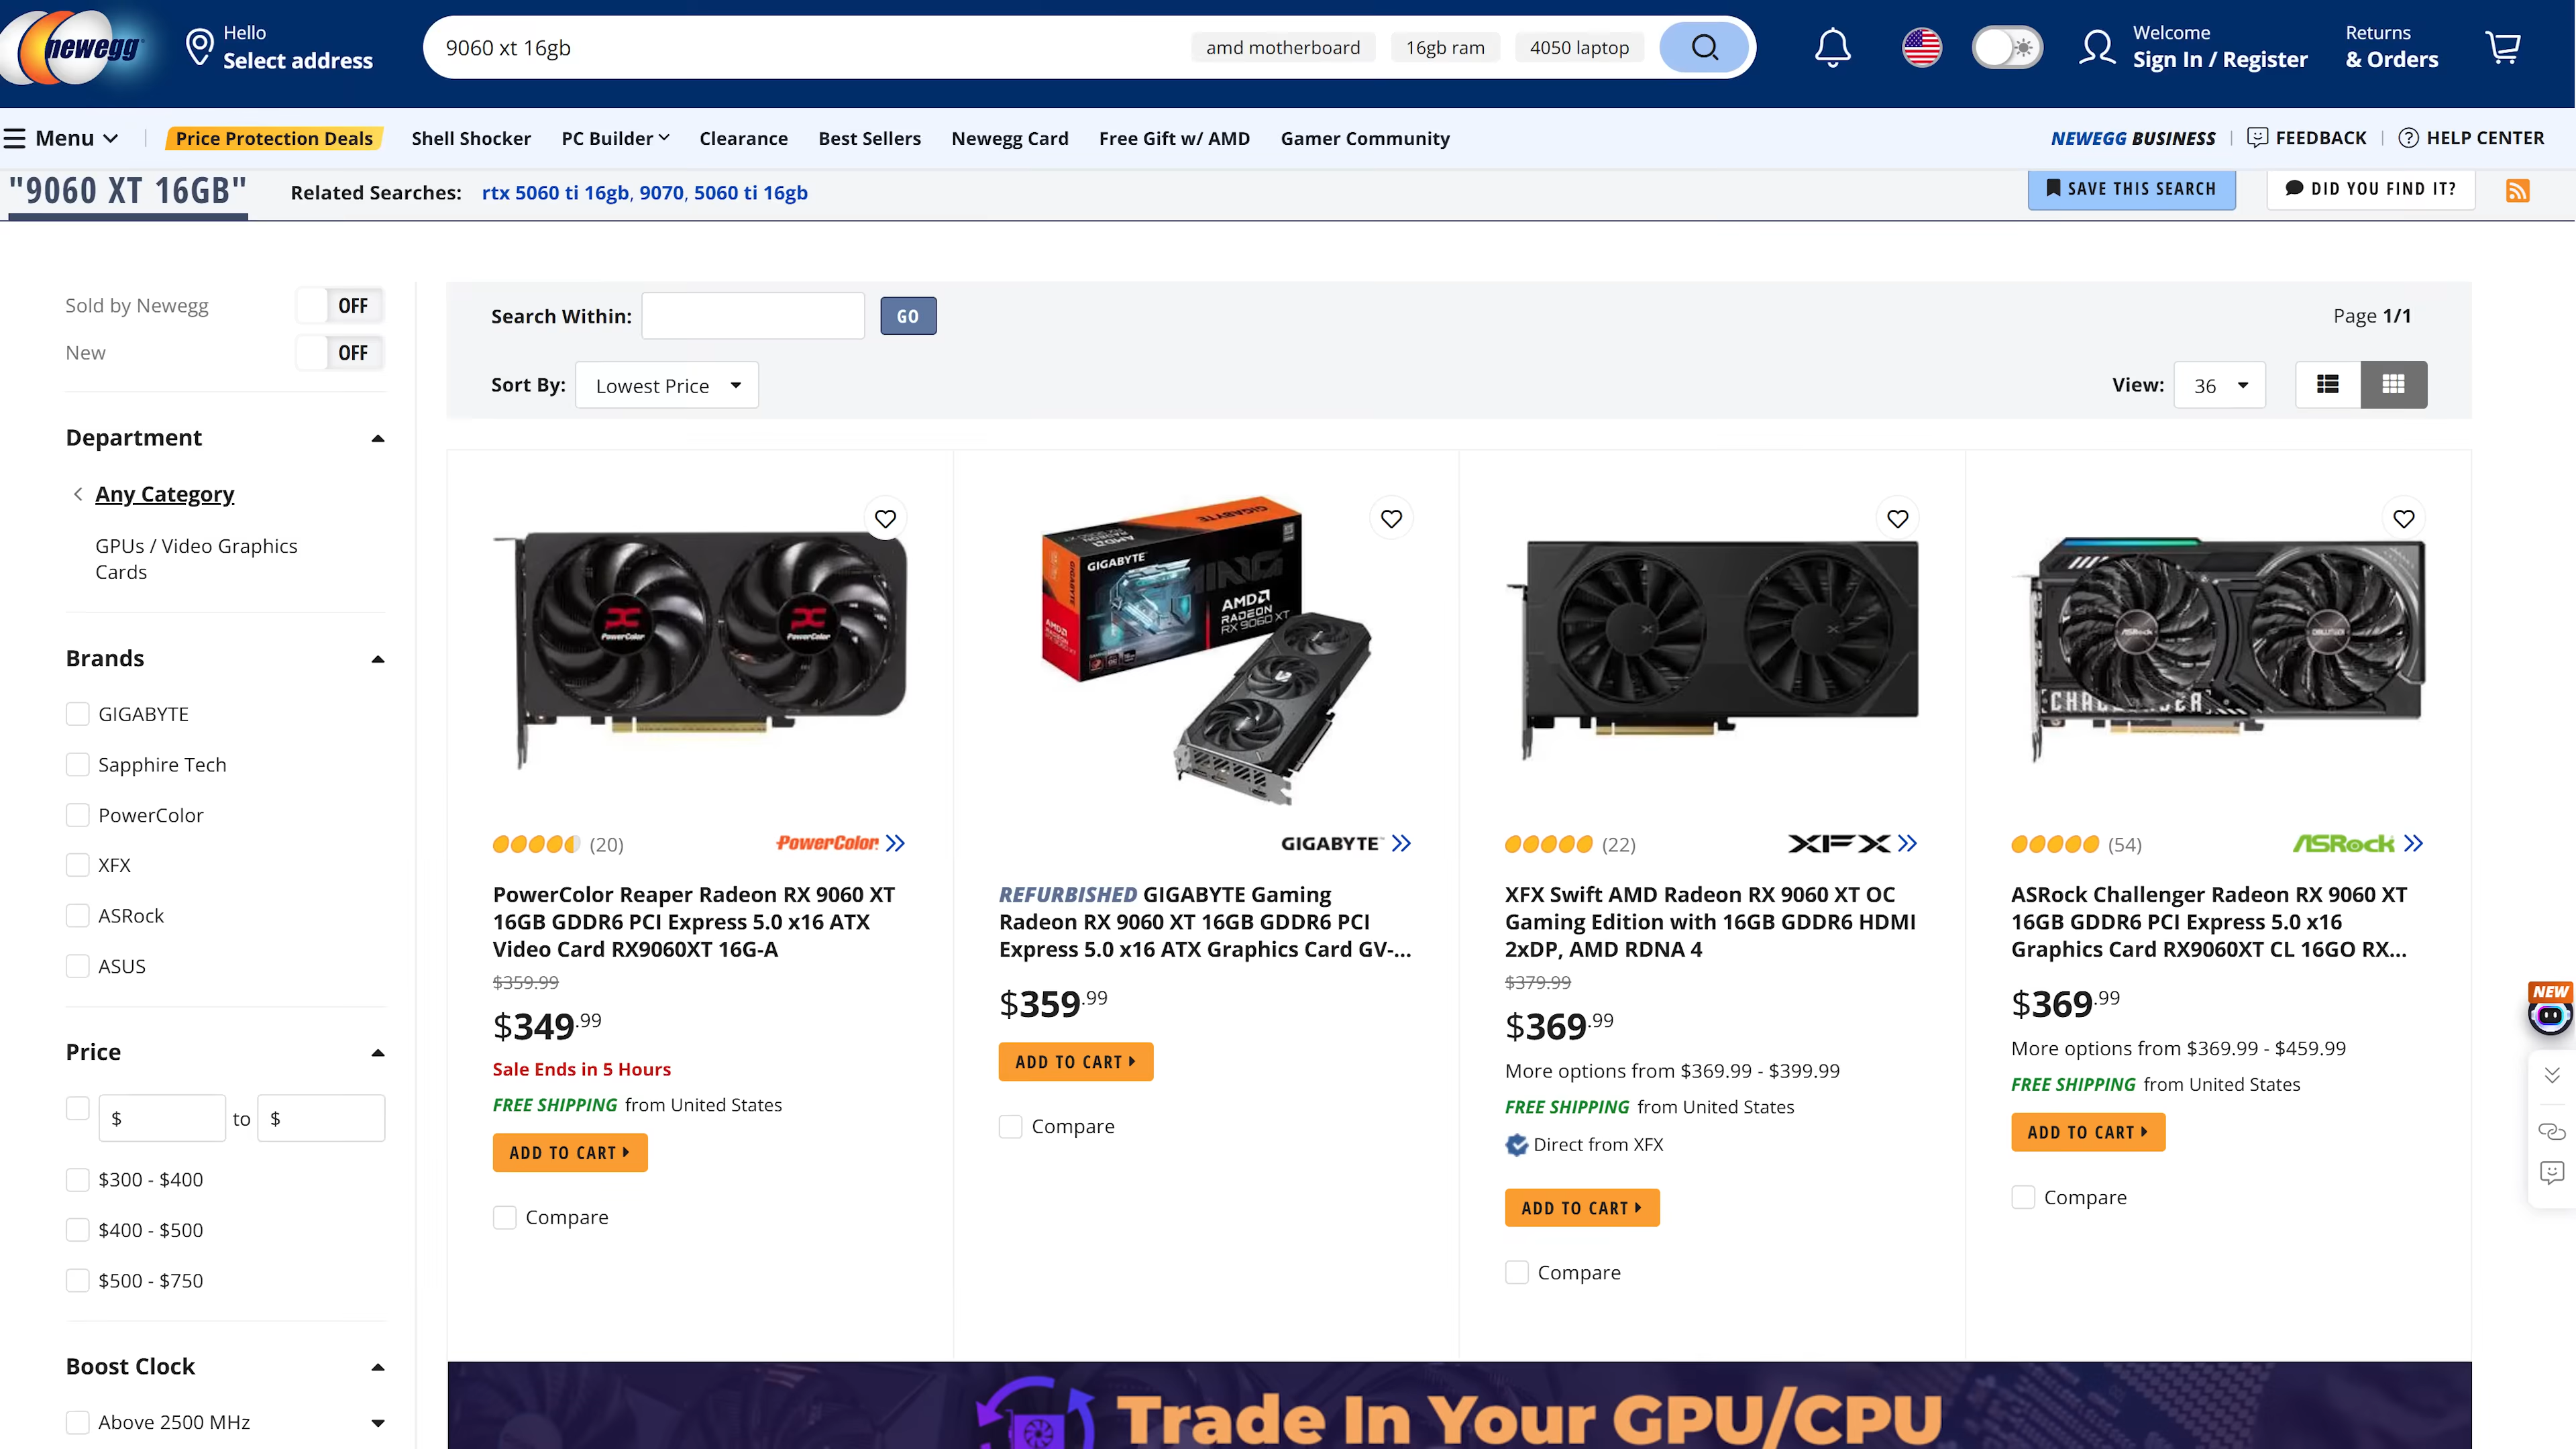 newegg
Hello
Select address
9060 xt 16gb
amd motherboard
16gb ram
4050 laptop
Welcome
Sign In / Register
Returns
& Orders
Menu
Price Protection Deals
Shell Shocker
PC Builder
Clearance
Best Sellers
Newegg Card
Free Gift w/ AMD
Gamer Community
NEWEGG BUSINESS
FEEDBACK
HELP CENTER
"9060 XT 16GB"
Related Searches: rtx 5060 ti 16gb, 9070, 5060 ti 16gb
SAVE THIS SEARCH
DID YOU FIND IT?
Sold by Newegg
OFF
New
OFF
Department
Any Category
GPUs / Video Graphics
Cards
Brands
GIGABYTE
Sapphire Tech
PowerColor
XFX
ASRock
ASUS
Price
$ to $
$300 - $400
$400 - $500
$500 - $750
Boost Clock
Above 2500 MHz
Search Within:
GO
Page 1/1
Sort By:
Lowest Price
View:
36
PowerColor
PowerColor
(20)
PowerColor
PowerColor Reaper Radeon RX 9060 XT
16GB GDDR6 PCI Express 5.0 x16 ATX
Video Card RX9060XT 16G-A
$359.99
$349.99
Sale Ends in 5 Hours
FREE SHIPPING from United States
ADD TO CART
Compare
GIGABYTE
GIGABYTE
GIGABYTE
AMD
RADEON
RX 9060 XT
GIGABYTE
REFURBISHED GIGABYTE Gaming
Radeon RX 9060 XT 16GB GDDR6 PCI
Express 5.0 x16 ATX Graphics Card GV-...
$359.99
ADD TO CART
Compare
(22)
XFX
XFX Swift AMD Radeon RX 9060 XT OC
Gaming Edition with 16GB GDDR6 HDMI
2xDP, AMD RDNA 4
$379.99
$369.99
More options from $369.99 - $399.99
FREE SHIPPING from United States
Direct from XFX
ADD TO CART
Compare
ASRock
CHALLENGER
(54)
ASRock
ASRock Challenger Radeon RX 9060 XT
16GB GDDR6 PCI Express 5.0 x16
Graphics Card RX9060XT CL 16GO RX...
$369.99
More options from $369.99 - $459.99
FREE SHIPPING from United States
ADD TO CART
Compare
NEW
Trade In Your GPU/CPU